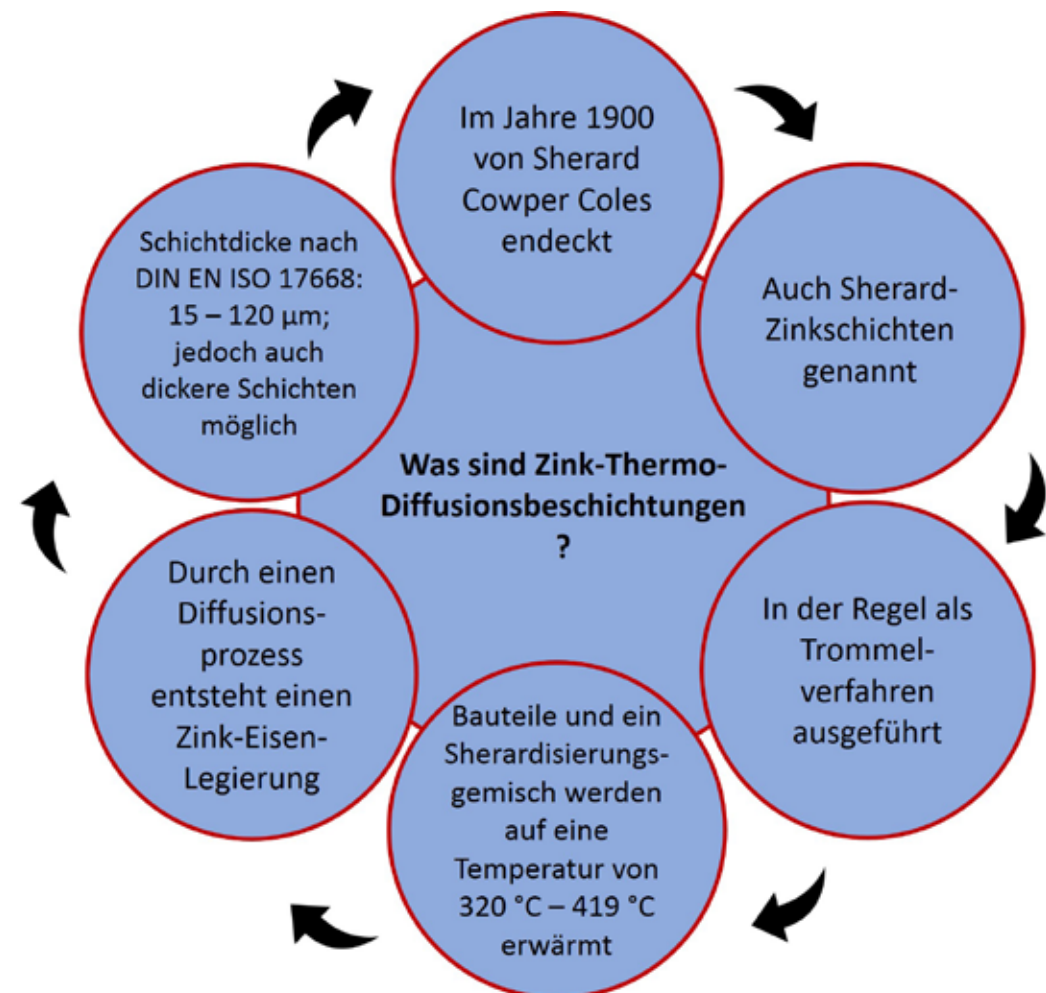 Was sind Zink-Thermo-
Diffusionsbeschichtungen
?
Im Jahre 1900
von Sherard
Cowper Coles
endeckt
Auch Sherard-
Zinkschichten
genannt
In der Regel als
Trommel-
verfahren
ausgeführt
Bauteile und ein
Sherardisierungs-
gemisch werden
auf eine
Temperatur von
320 °C – 419 °C
erwärmt
Durch einen
Diffusions-
prozess
entsteht einen
Zink-Eisen-
Legierung
Schichtdicke nach
DIN EN ISO 17668:
15 – 120 µm;
jedoch auch
dickere Schichten
möglich